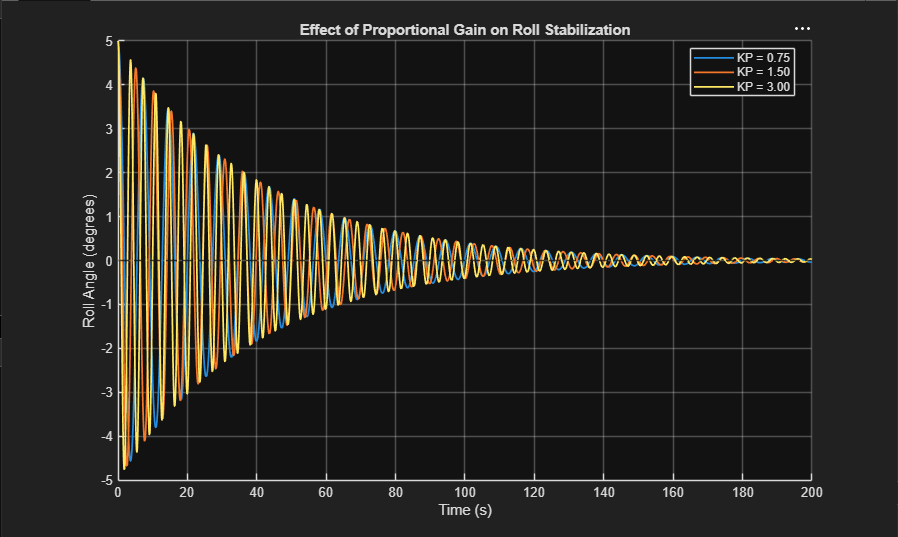 Effect of Proportional Gain on Roll Stabilization
KP = 0.75
KP = 1.50
KP = 3.00
5
4
3
2
1
0
-1
-2
-3
-4
-5
Roll Angle (degrees)
0 20 40 60 80 100 120 140 160 180 200
Time (s)